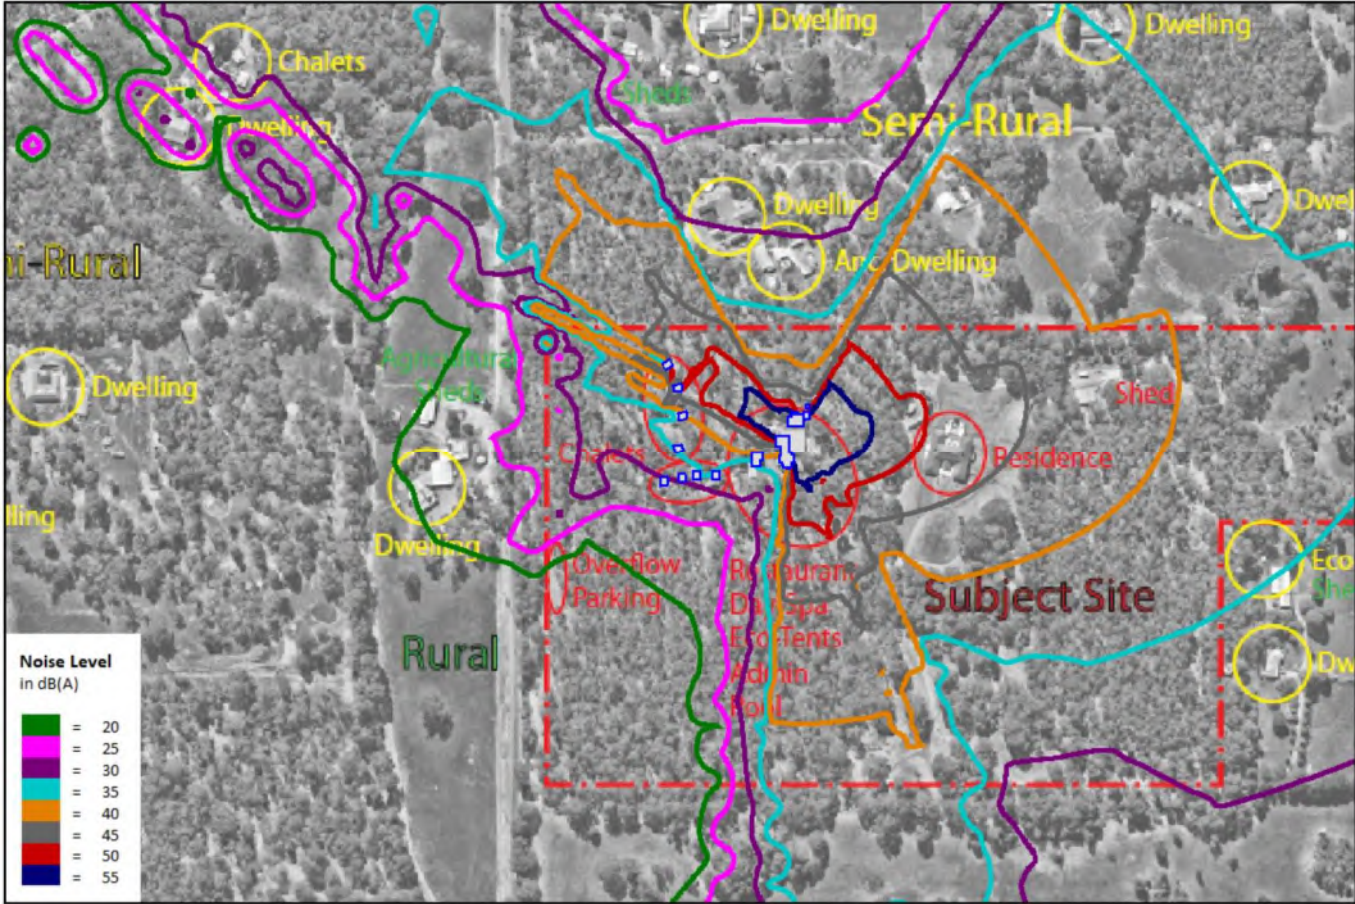 Dwelling
Dwelling
Chalets
Sheds
Dwelling
Semi-Rural
Dwelling
Dwel
ni-Rural
And Dwelling
Agricultural
Sheds
Dwelling
Shed
Chalets
Residence
lling
Dwelling
Overflow
Parking
Restaurant
Day Spa
Eco Tents
Admin
Pool
Subject Site
Eco
She
Rural
Dw
Noise Level
in dB(A)
= 20
= 25
= 30
= 35
= 40
= 45
= 50
= 55